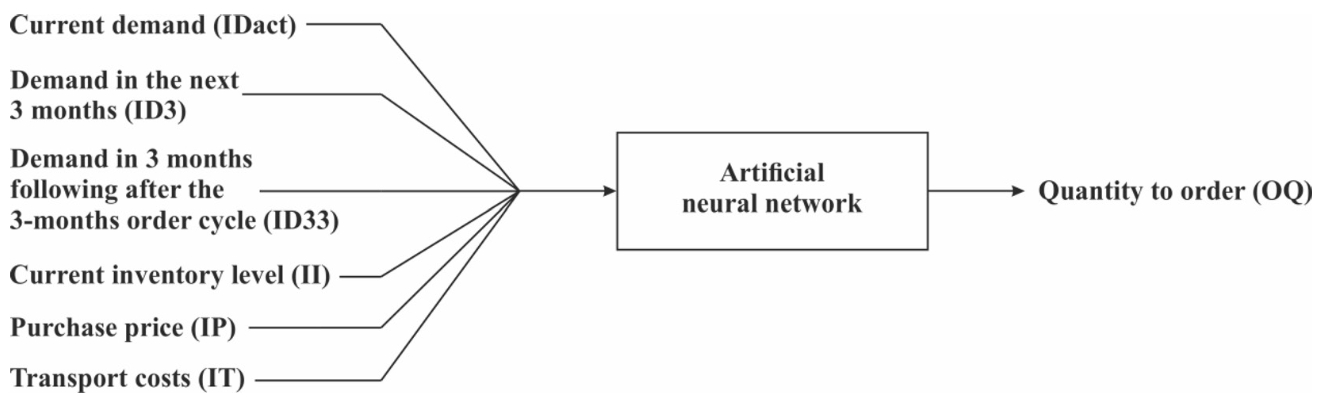 Current demand (IDact)
Demand in the next
3 months (ID3)
Demand in 3 months
following after the
3-months order cycle (ID33)
Current inventory level (II)
Purchase price (IP)
Transport costs (IT)
Artificial
neural network
Quantity to order (OQ)